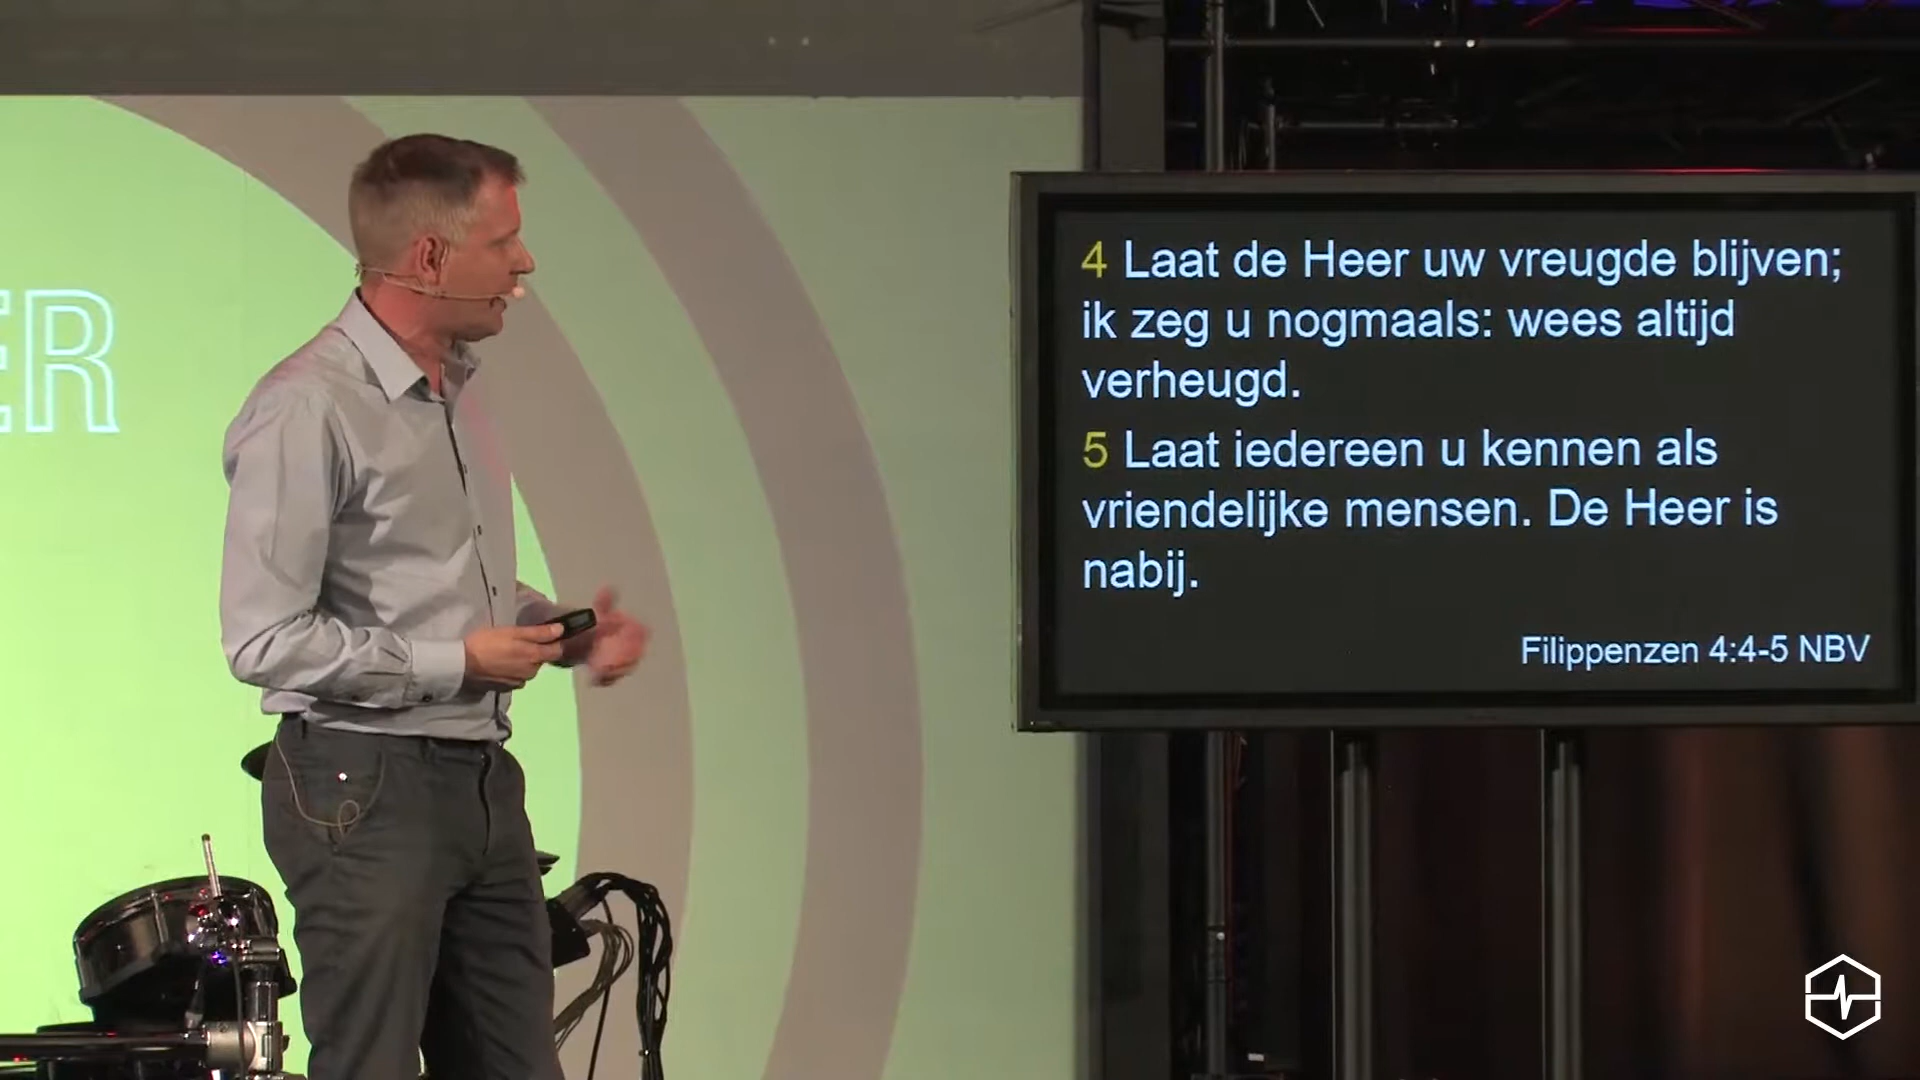 ER
4 Laat de Heer uw vreugde blijven;
ik zeg u nogmaals: wees altijd
verheugd.
5 Laat iedereen u kennen als
vriendelijke mensen. De Heer is
nabij.
Filippenzen 4:4-5 NBV